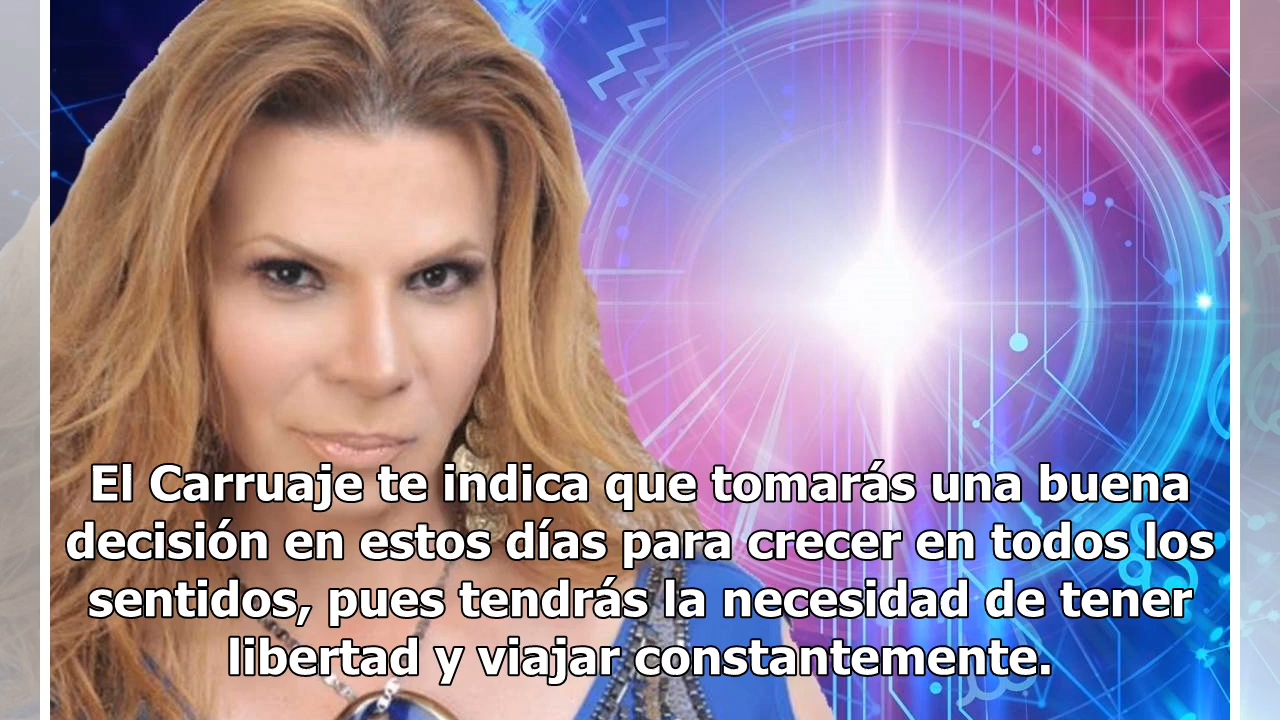 El Carruaje te indica que tomarás una buena
decisión en estos días para crecer en todos los
sentidos, pues tendrás la necesidad de tener
libertad y viajar constantemente.